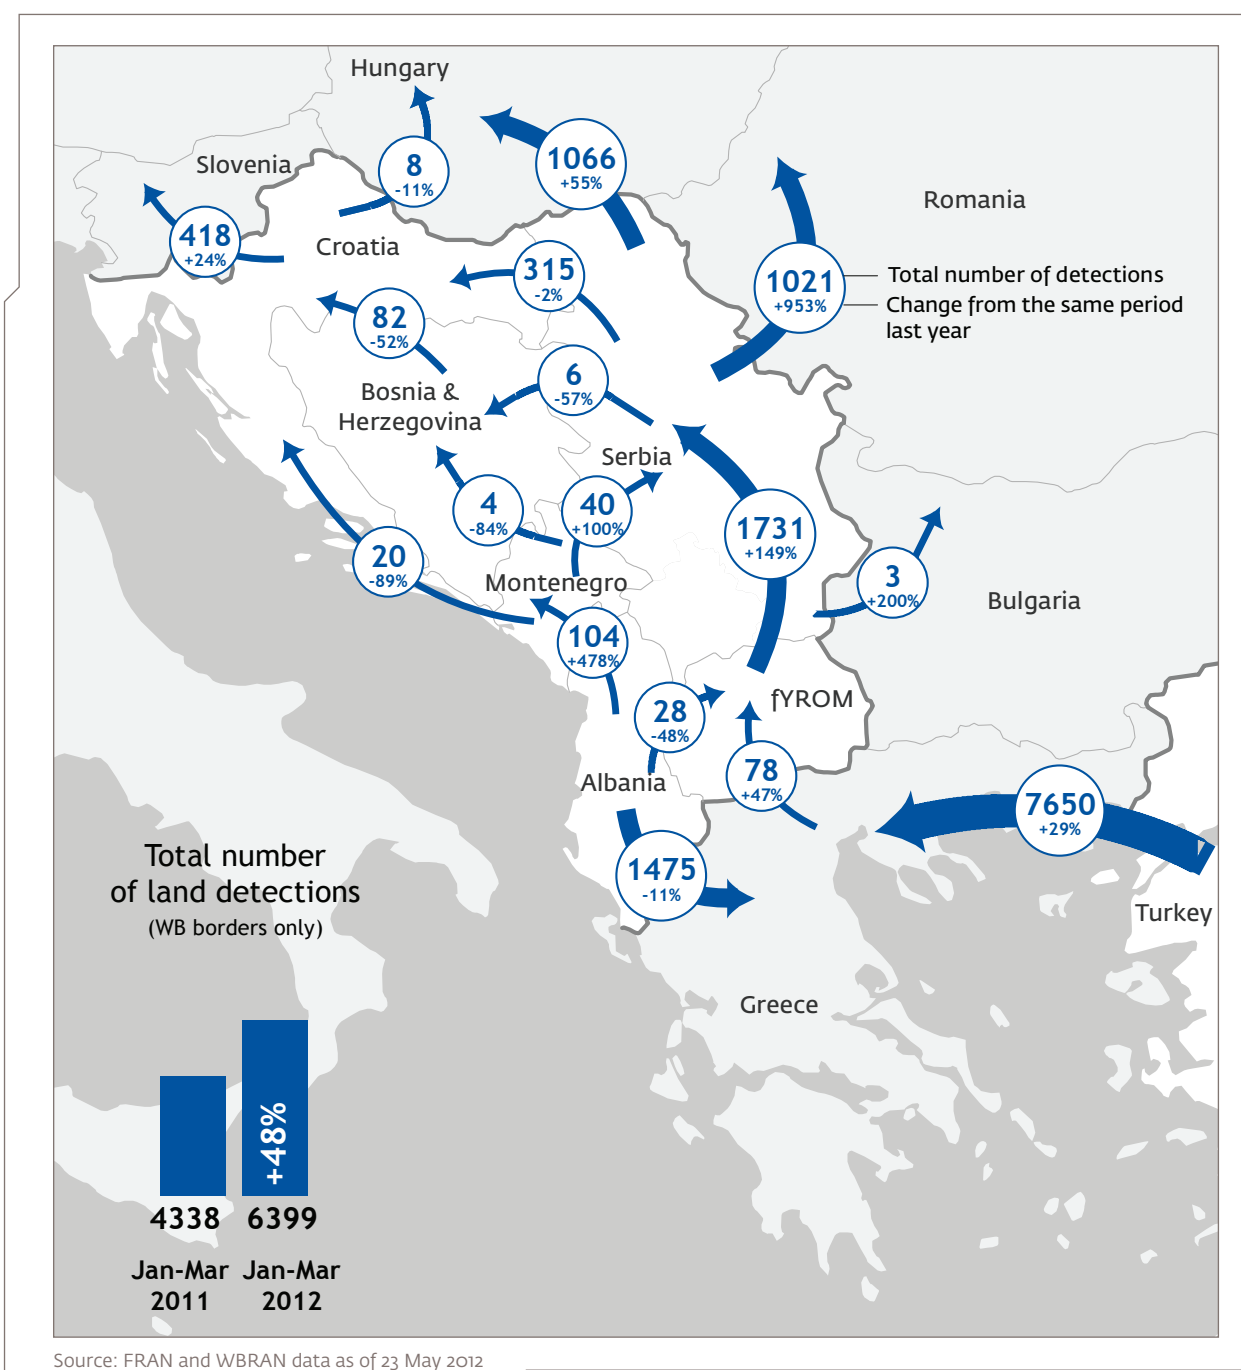 Hungary
Slovenia
8
-11%
1066
+55%
Romania
418
+24%
Croatia
315
-2%
1021
+953%
Total number of detections
Change from the same period
last year
82
-52%
6
-57%
Bosnia &
Herzegovina
Serbia
4
-84%
40
+100%
1731
+149%
20
-89%
Montenegro
3
+200%
Bulgaria
104
+478%
28
-48%
fYROM
Albania
78
+47%
7650
+29%
Total number
of land detections
(WB borders only)
1475
-11%
Turkey
Greece
+48%
4338 6399
Jan-Mar Jan-Mar
2011 2012
Source: FRAN and WBRAN data as of 23 May 2012